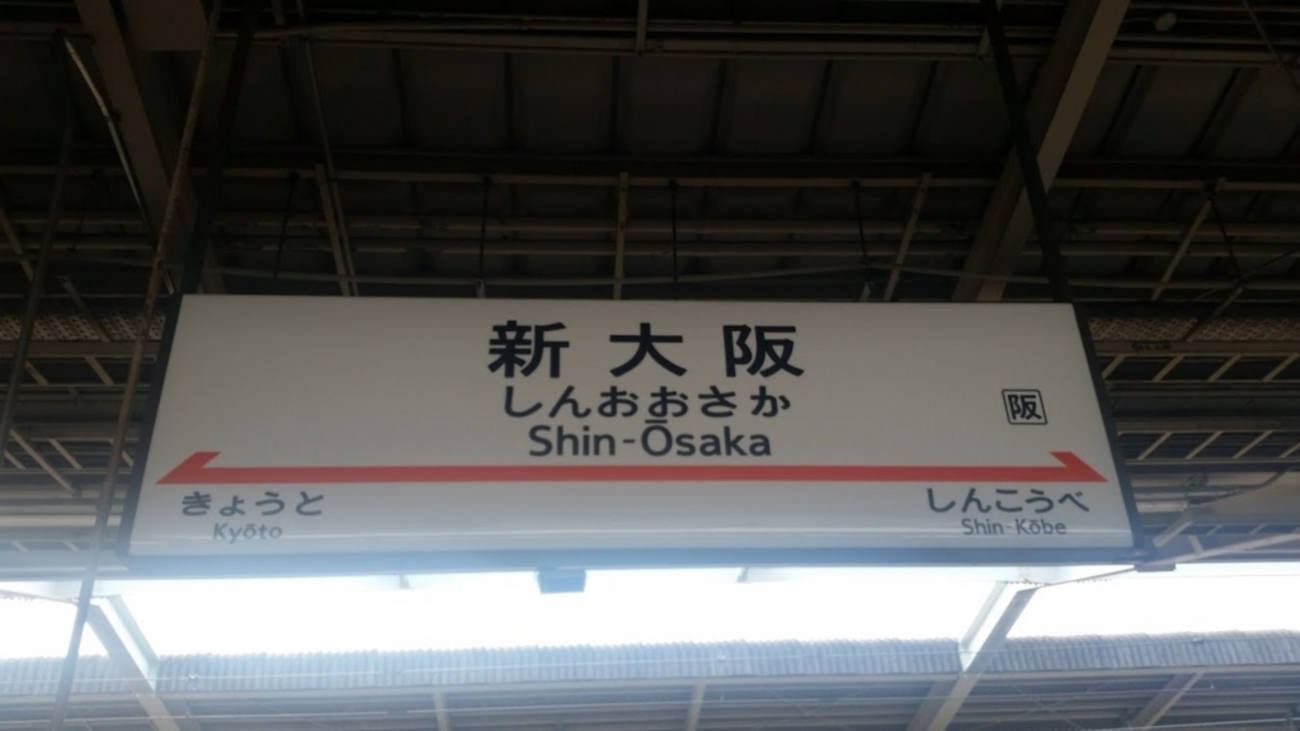 新大阪
しんおおさか
Shin-Ōsaka
阪
きょうと
Kyōto
しんこうべ
Shin-Kōbe